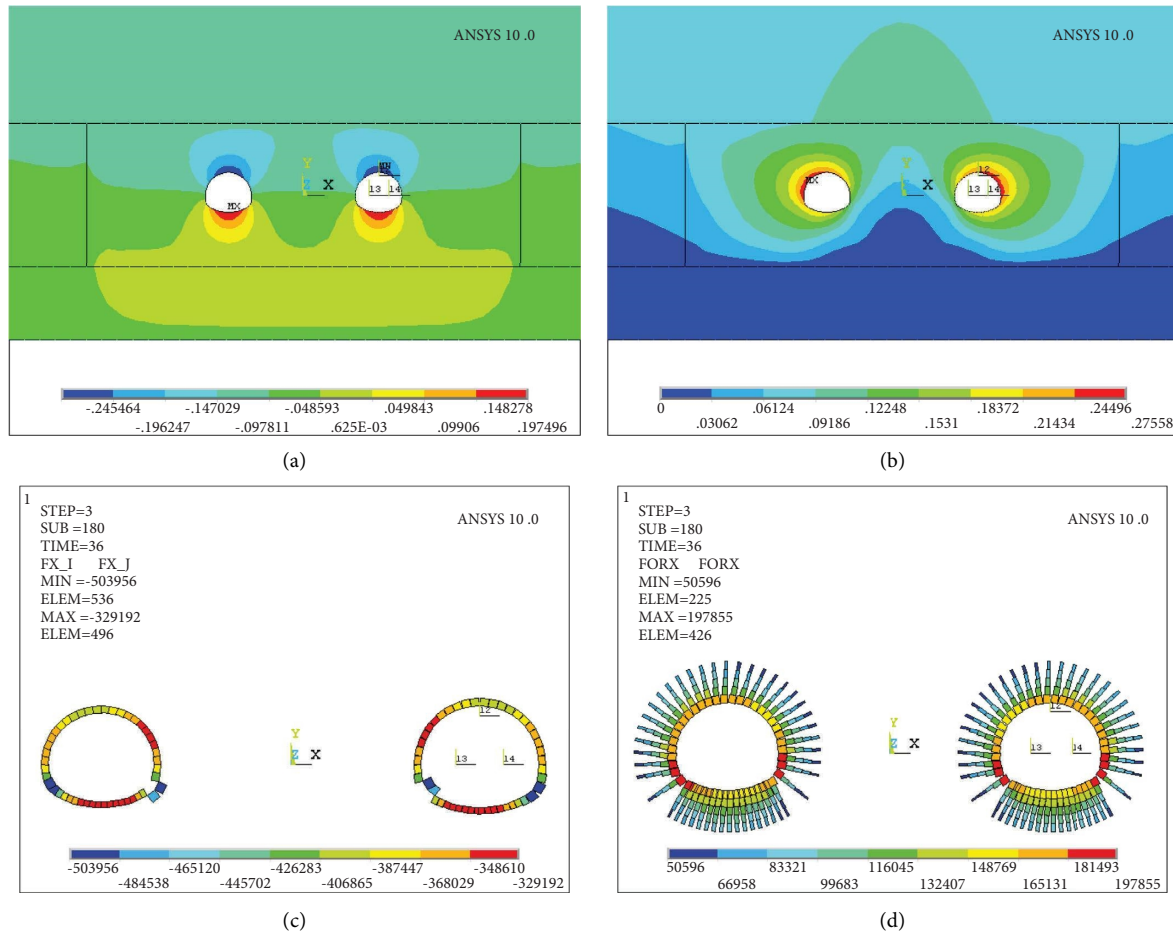 ANSYS 10 .0
Y
Z X
MN
13 14
MX
-.245464 -.147029 -.048593 .049843 .148278
-.196247 -.097811 .625E-03 .09906 .197496
(a)
ANSYS 10 .0
Y
Z X
MX
12
13 14
0 .06124 .12248 .18372 .24496
.03062 .09186 .1531 .21434 .27558
(b)
1
STEP=3
SUB =180
TIME=36
FX_I FX_J
MIN =-503956
ELEM=536
MAX =-329192
ELEM=496
ANSYS 10 .0
Y
Z X
12
13 14
-503956 -465120 -426283 -387447 -348610
-484538 -445702 -406865 -368029 -329192
(c)
1
STEP=3
SUB =180
TIME=36
FORX FORX
MIN =50596
ELEM=225
MAX =197855
ELEM=426
ANSYS 10 .0
Y
Z X
12
13 14
50596 83321 116045 148769 181493
66958 99683 132407 165131 197855
(d)